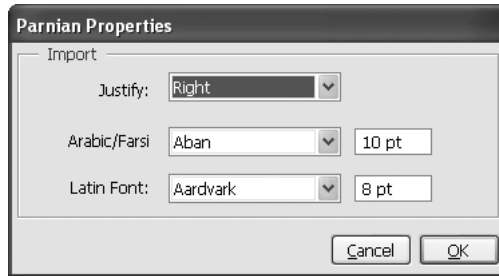 Parnian Properties
Import
Justify: Right
Arabic/Farsi Aban 10 pt
Latin Font: Aardvark 8 pt
Cancel OK